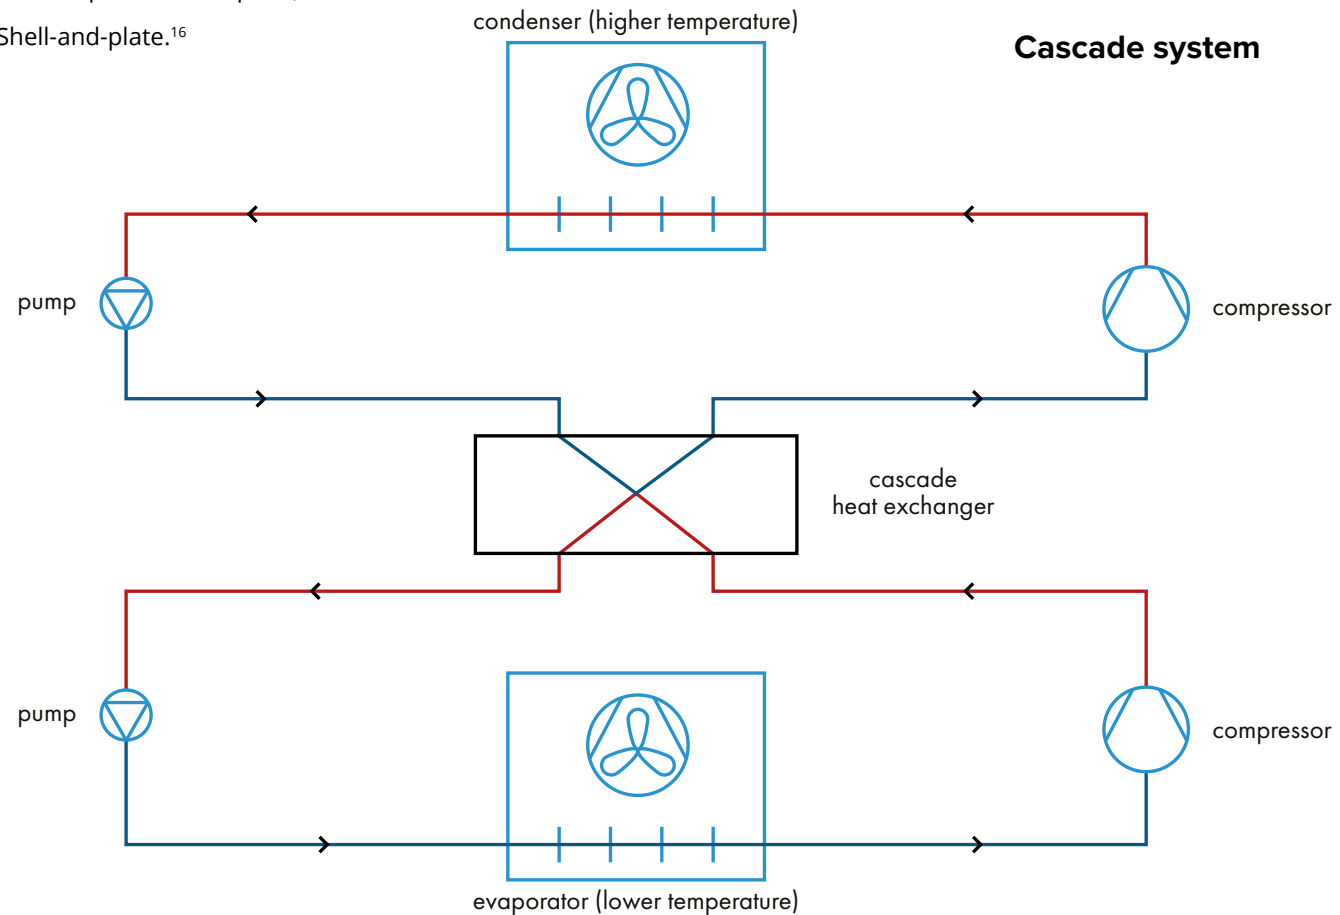 Shell-and-plate.¹⁶
Cascade system
condenser (higher temperature)
pump
compressor
cascade
heat exchanger
pump
compressor
evaporator (lower temperature)